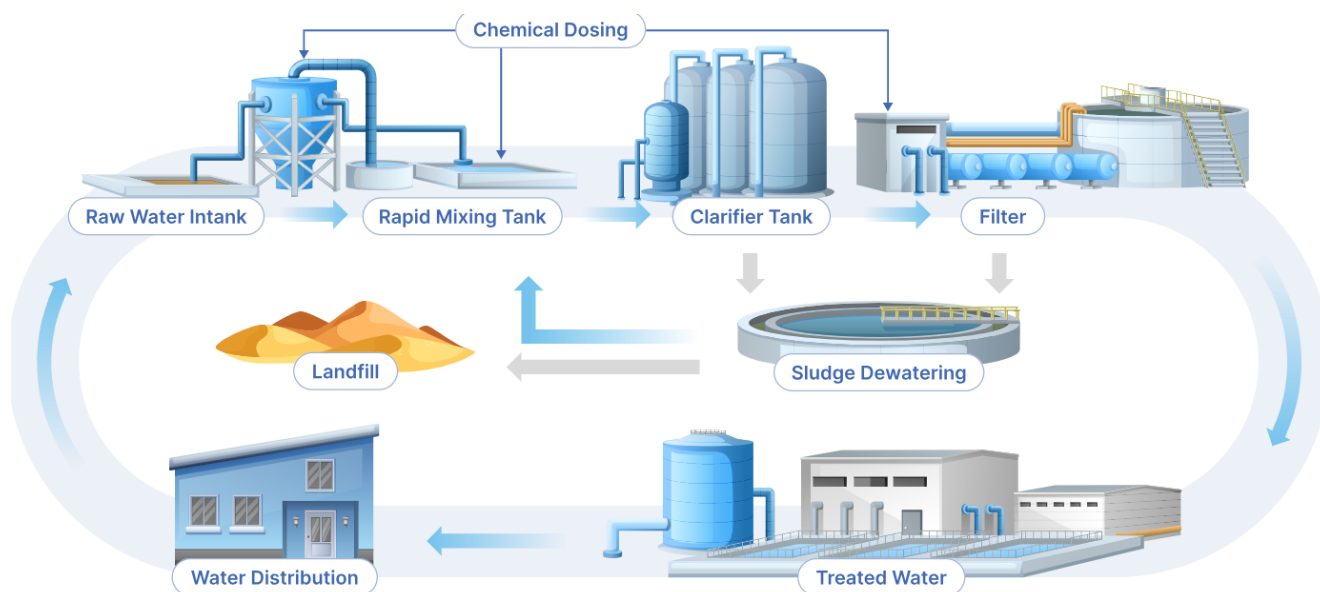 Chemical Dosing
Raw Water Intank
Rapid Mixing Tank
Clarifier Tank
Filter
Landfill
Sludge Dewatering
Water Distribution
Treated Water